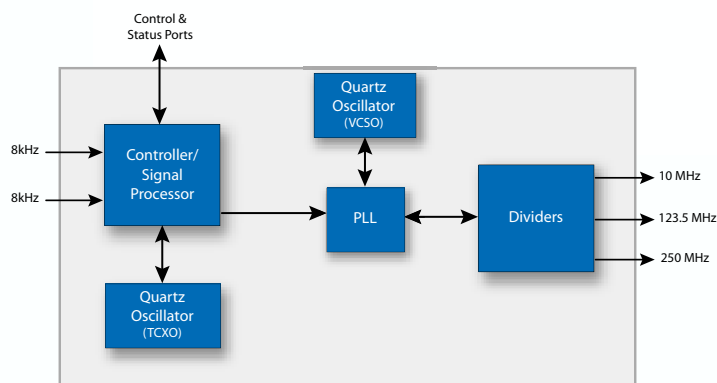 Control &
Status Ports
Quartz
Oscillator
(VCSO)
8kHz
8kHz
Controller/
Signal
Processor
PLL
Dividers
10 MHz
123.5 MHz
250 MHz
Quartz
Oscillator
(TCXO)